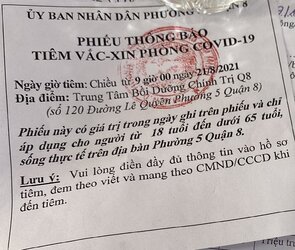 ỦY BAN NHÂN DÂN PHƯỜNG 5 QUẬN 8
PHIẾU THÔNG BÁO
TIÊM VẮC-XIN PHÒNG COVID-19
Ngày giờ tiêm: Chiều từ 9 giờ 00 ngày 21/8/2021
Địa điểm: Trung Tâm Bồi Dưỡng Chính Trị Q8
(số 120 Đường Lê Quyên Phường 5 Quận 8)
Phiếu này có giá trị trong ngày ghi trên phiếu và chỉ
áp dụng cho người từ 18 tuổi đến dưới 65 tuổi,
sống thực tế trên địa bàn Phường 5 Quận 8.
Lưu ý: Vui lòng điền đầy đủ thông tin vào hồ sơ
tiêm, đem theo viết và mang theo CMND/CCCD khi
đến tiêm.